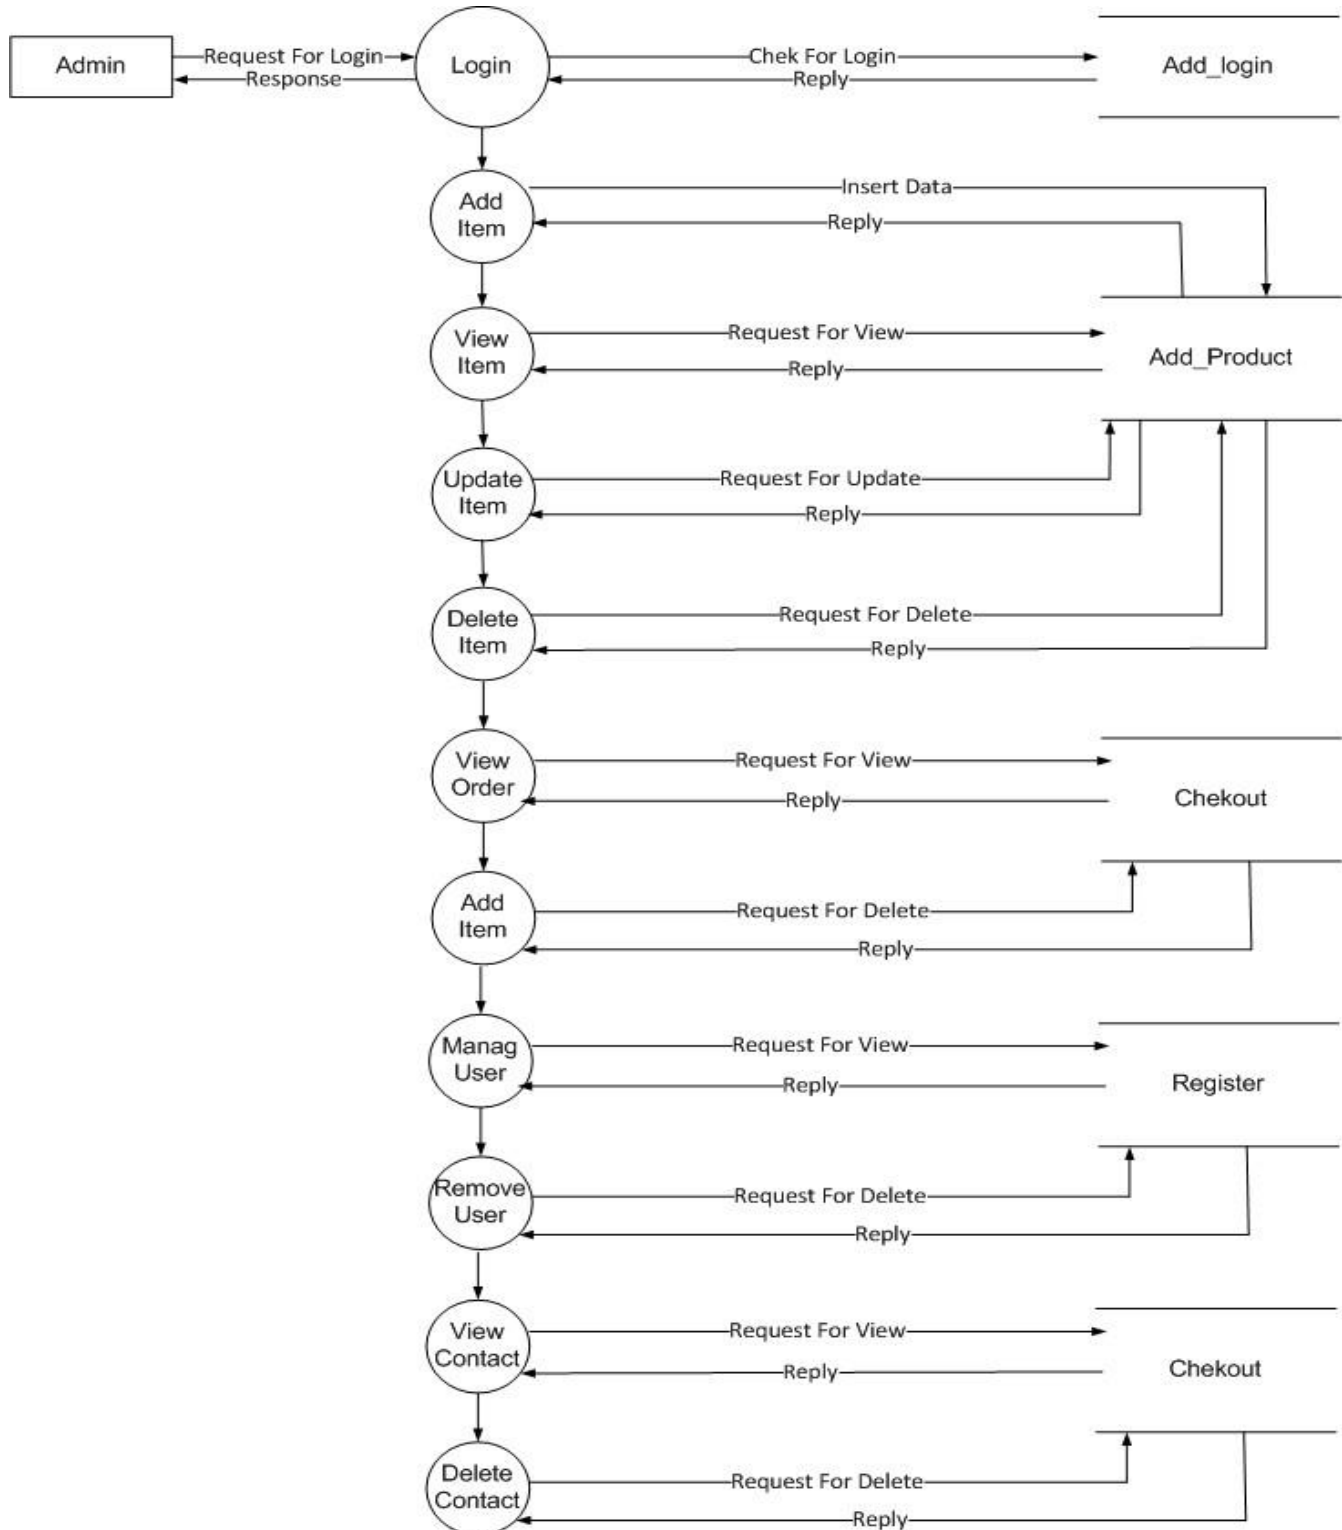 Admin
Request For Login
Response
Login
Chek For Login
Reply
Add_login
Add
Item
Insert Data
Reply
View
Item
Request For View
Reply
Add_Product
Update
Item
Request For Update
Reply
Delete
Item
Request For Delete
Reply
View
Order
Request For View
Reply
Chekout
Add
Item
Request For Delete
Reply
Manag
User
Request For View
Reply
Register
Remove
User
Request For Delete
Reply
View
Contact
Request For View
Reply
Chekout
Delete
Contact
Request For Delete
Reply